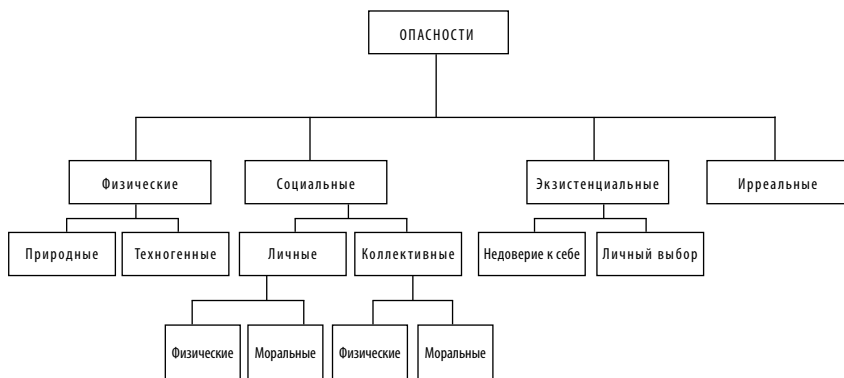 ОПАСНОСТИ
Физические
Социальные
Экзистенциальные
Ирреальные
Природные
Техногенные
Личные
Коллективные
Недоверие к себе
Личный выбор
Физические
Моральные
Физические
Моральные